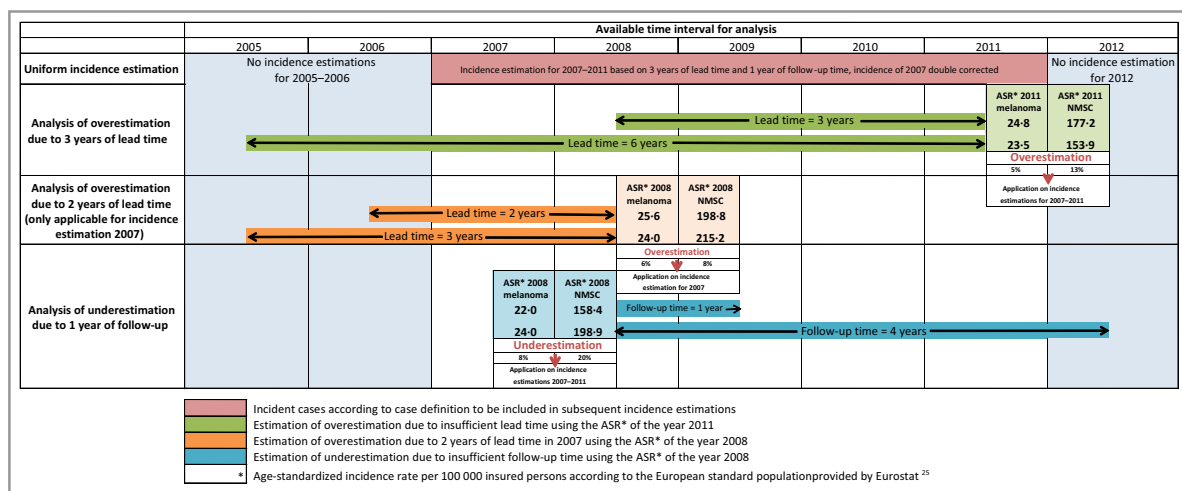 Available time interval for analysis
2005 2006 2007 2008 2009 2010 2011 2012
Uniform incidence estimation
No incidence estimations
for 2005–2006
Incidence estimation for 2007–2011 based on 3 years of lead time and 1 year of follow-up time, incidence of 2007 double corrected
No incidence estimation
for 2012
Analysis of overestimation
due to 3 years of lead time
Lead time = 3 years
Lead time = 6 years
ASR* 2011 ASR* 2011
melanoma NMSC
24·8 177·2
23·5 153·9
Overestimation
5% 13%
Application on incidence
estimations for 2007–2011
Analysis of overestimation
due to 2 years of lead time
(only applicable for incidence
estimation 2007)
Lead time = 2 years
Lead time = 3 years
ASR* 2008 ASR* 2008
melanoma NMSC
25·6 198·8
24·0 215·2
Overestimation
6% 8%
Application on incidence
estimation for 2007
Analysis of underestimation
due to 1 year of follow-up
ASR* 2008 ASR* 2008
melanoma NMSC
22·0 158·4
24·0 198·9
Underestimation
8% 20%
Application on incidence
estimations 2007–2011
Follow-up time = 1 year
Follow-up time = 4 years
Incident cases according to case definition to be included in subsequent incidence estimations
Estimation of overestimation due to insufficient lead time using the ASR* of the year 2011
Estimation of overestimation due to 2 years of lead time in 2007 using the ASR* of the year 2008
Estimation of underestimation due to insufficient follow-up time using the ASR* of the year 2008
* Age-standardized incidence rate per 100 000 insured persons according to the European standard populationprovided by Eurostat 25